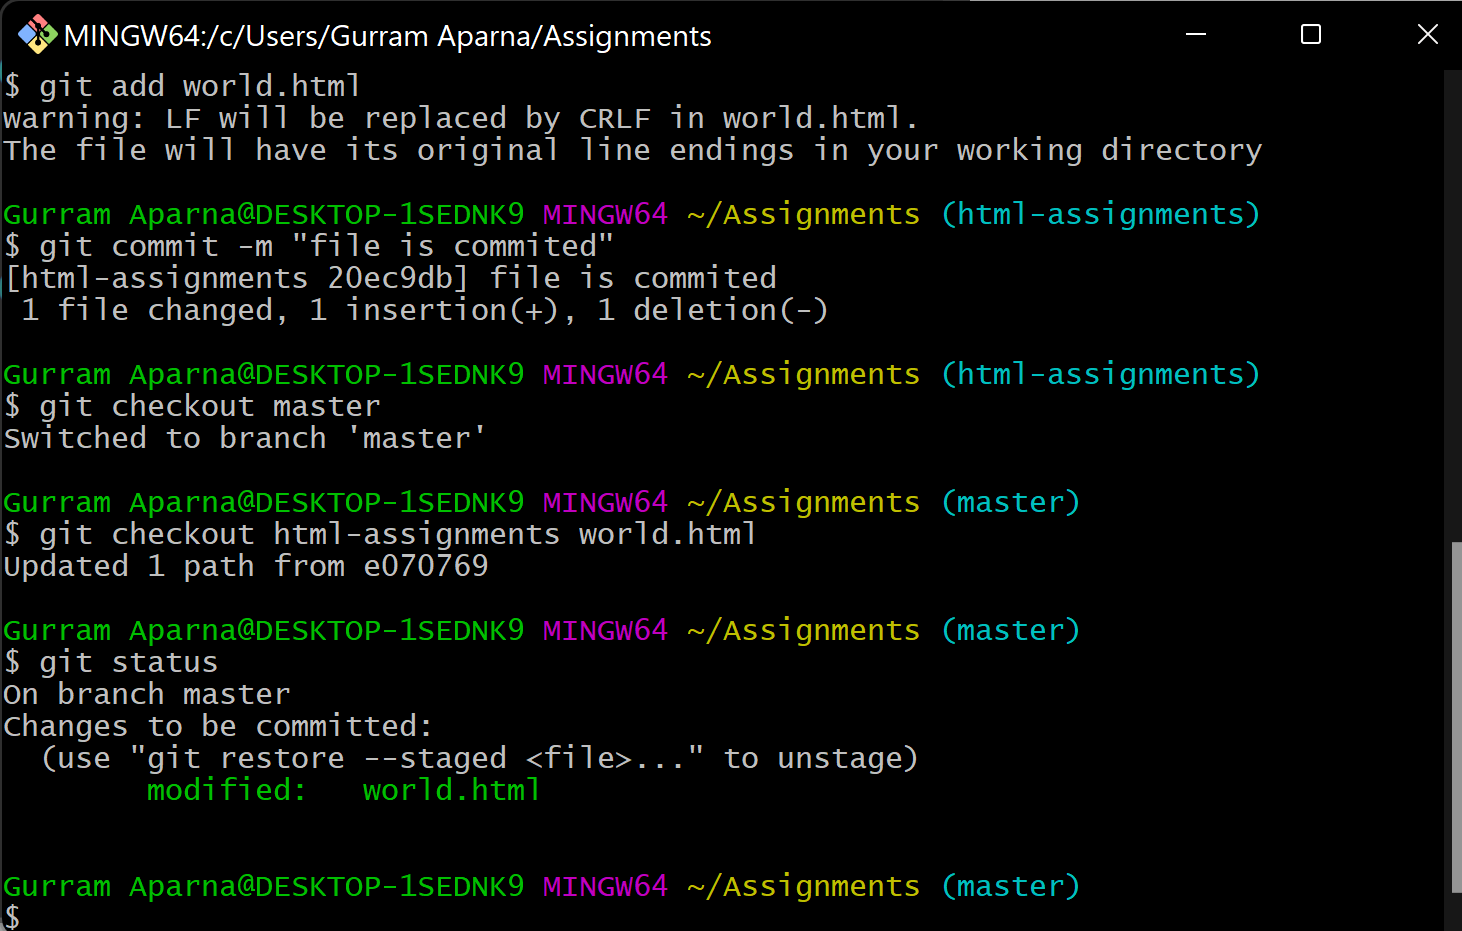 MINGW64:/c/Users/Gurram Aparna/Assignments
$ git add world.html
warning: LF will be replaced by CRLF in world.html.
The file will have its original line endings in your working directory
Gurram Aparna@DESKTOP-1SEDNK9 MINGW64 ~/Assignments (html-assignments)
$ git commit -m "file is commited"
[html-assignments 20ec9db] file is commited
 1 file changed, 1 insertion(+), 1 deletion(-)
Gurram Aparna@DESKTOP-1SEDNK9 MINGW64 ~/Assignments (html-assignments)
$ git checkout master
Switched to branch 'master'
Gurram Aparna@DESKTOP-1SEDNK9 MINGW64 ~/Assignments (master)
$ git checkout html-assignments world.html
Updated 1 path from e070769
Gurram Aparna@DESKTOP-1SEDNK9 MINGW64 ~/Assignments (master)
$ git status
On branch master
Changes to be committed:
  (use "git restore --staged <file>..." to unstage)
        modified:   world.html
Gurram Aparna@DESKTOP-1SEDNK9 MINGW64 ~/Assignments (master)
$